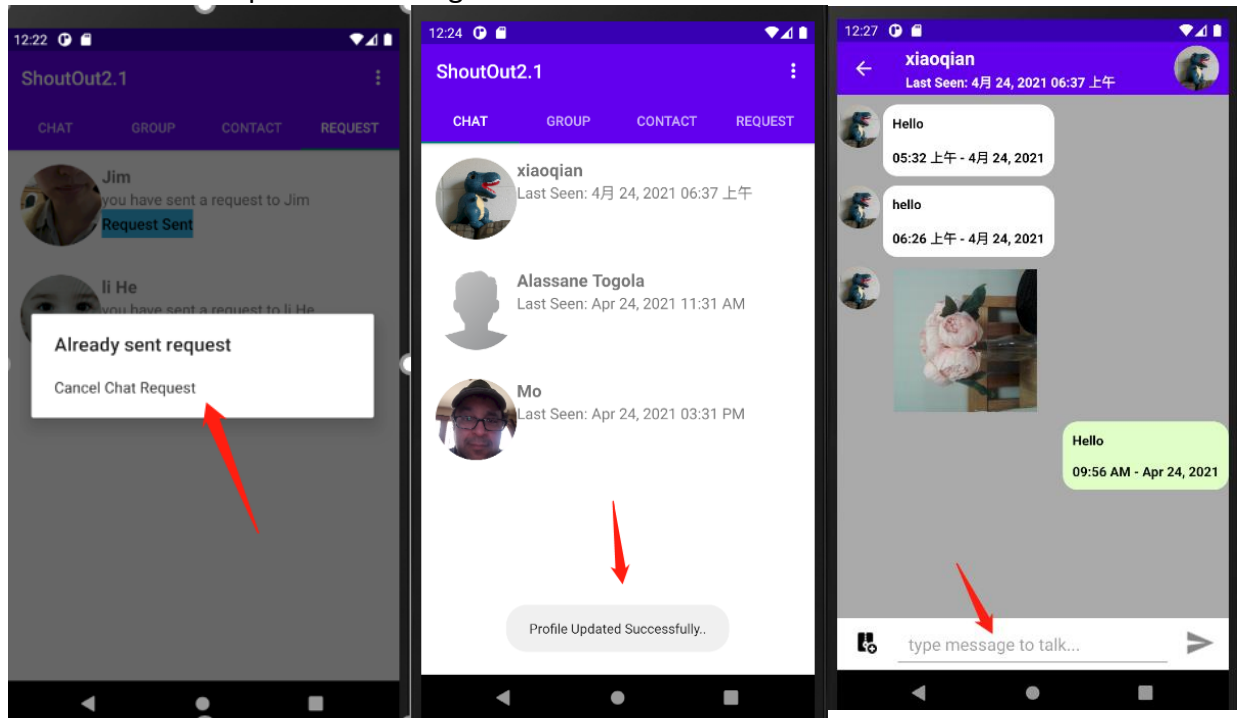 12:22
ShoutOut2.1
CHAT GROUP CONTACT REQUEST
Jim
you have sent a request to Jim
Request Sent
li He
you have sent a request to li He
Already sent request
Cancel Chat Request
12:24
ShoutOut2.1
CHAT GROUP CONTACT REQUEST
xiaoqian
Last Seen: 4月 24, 2021 06:37 上午
Alassane Togola
Last Seen: Apr 24, 2021 11:31 AM
Mo
Last Seen: Apr 24, 2021 03:31 PM
Profile Updated Successfully..
12:27
xiaoqian
Last Seen: 4月 24, 2021 06:37 上午
Hello
05:32 上午 - 4月 24, 2021
hello
06:26 上午 - 4月 24, 2021
Hello
09:56 AM - Apr 24, 2021
type message to talk...